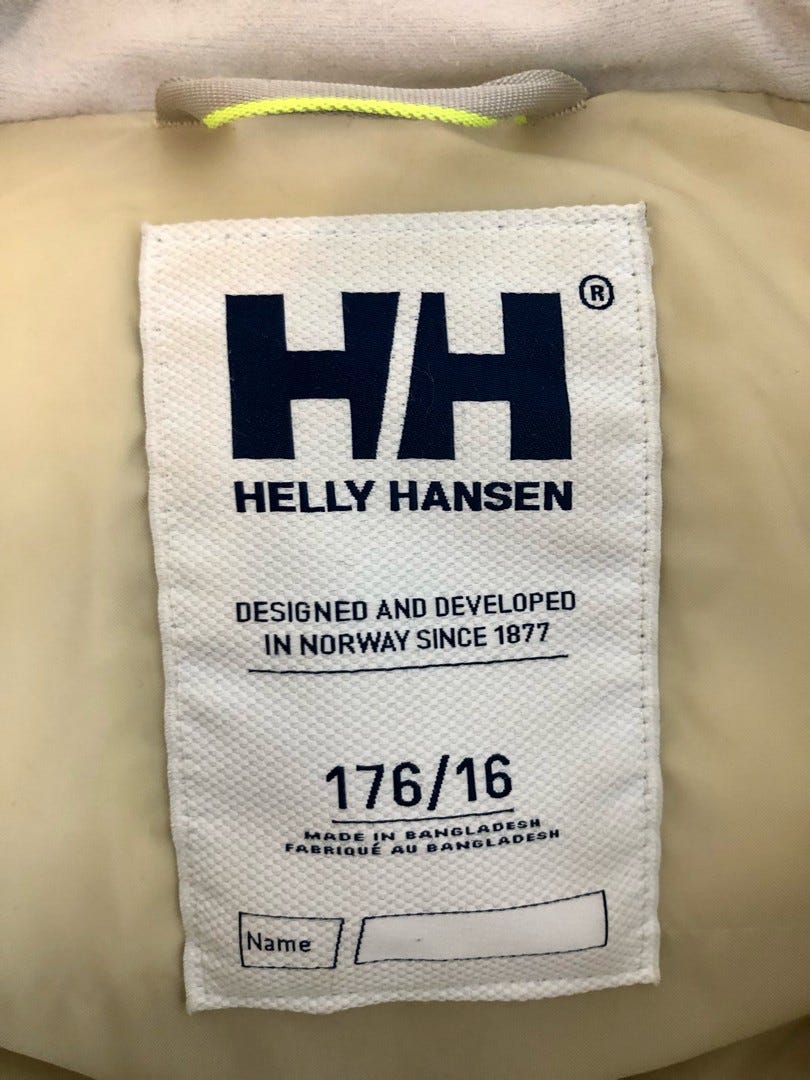 HH®
HELLY HANSEN
DESIGNED AND DEVELOPED
IN NORWAY SINCE 1877
176/16
MADE IN BANGLADESH
FABRIQUÉ AU BANGLADESH
Name